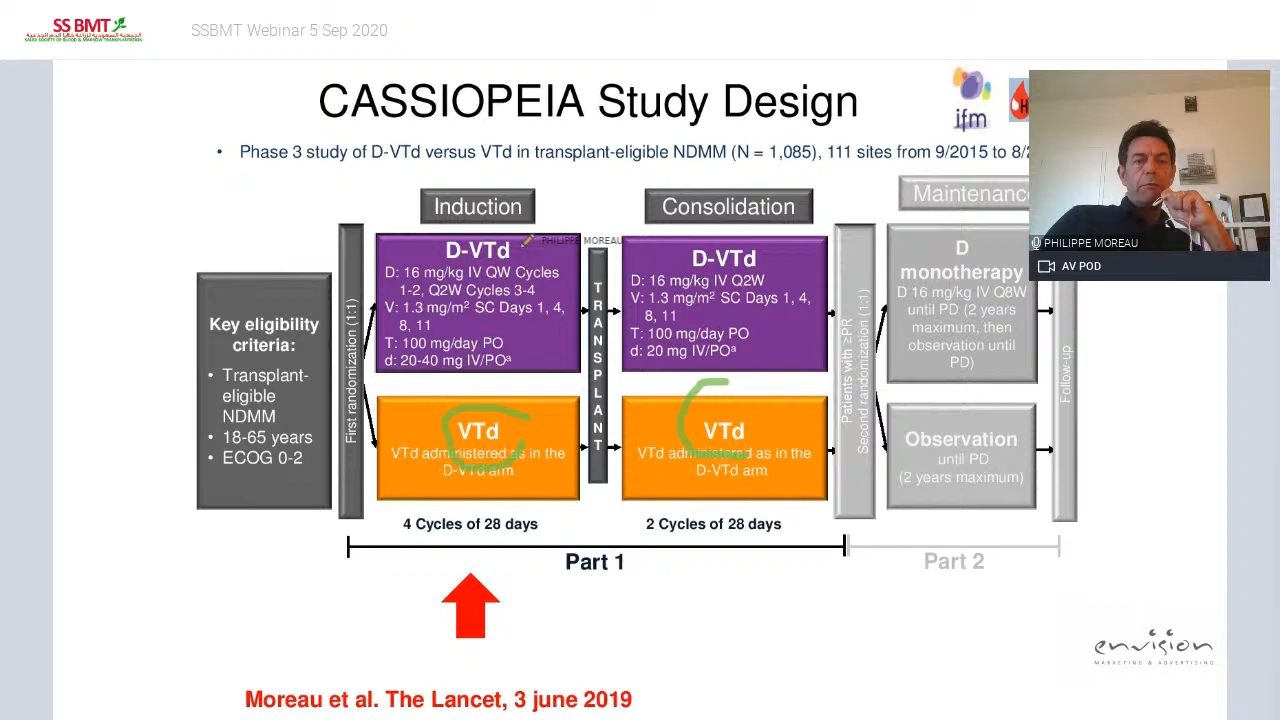 SS BMT
SAUDI SOCIETY OF BLOOD & MARROW TRANSPLANTATION
SSBMT Webinar 5 Sep 2020
CASSIOPEIA Study Design
ifm
H
• Phase 3 study of D-VTd versus VTd in transplant-eligible NDMM (N = 1,085), 111 sites from 9/2015 to 8/2
PHILIPPE MOREAU
AV POD
Induction
Consolidation
Maintenanc
Key eligibility
criteria:
• Transplant-
eligible
NDMM
• 18-65 years
• ECOG 0-2
First randomization (1:1)
D-VTd
PHILIPPE MOREAU
D: 16 mg/kg IV QW Cycles
1-2, Q2W Cycles 3-4
V: 1.3 mg/m² SC Days 1, 4,
8, 11
T: 100 mg/day PO
d: 20-40 mg IV/POᵃ
VTd
VTd administered as in the
D-VTd arm
4 Cycles of 28 days
TRANSPLANT
D-VTd
D: 16 mg/kg IV Q2W
V: 1.3 mg/m² SC Days 1, 4,
8, 11
T: 100 mg/day PO
d: 20 mg IV/POᵃ
VTd
VTd administered as in the
D-VTd arm
2 Cycles of 28 days
Patients with ≥PR
Second randomization (1:1)
D
monotherapy
D 16 mg/kg IV Q8W
until PD (2 years
maximum, then
observation until
PD)
Observation
until PD
(2 years maximum)
Follow-up
Part 1
Part 2
envision
MARKETING & ADVERTISING
Moreau et al. The Lancet, 3 june 2019